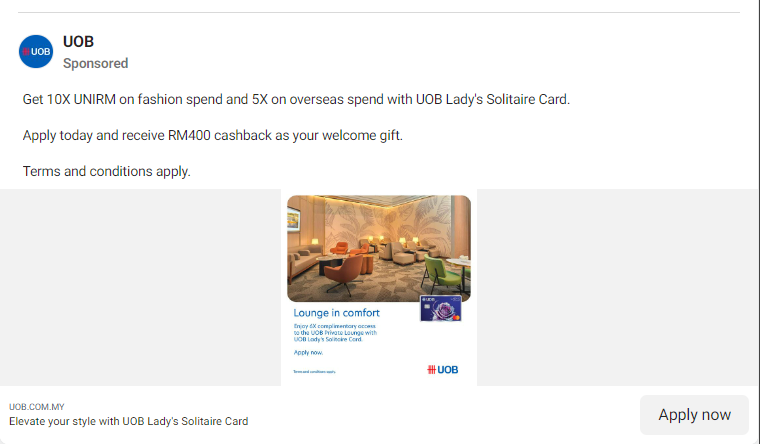 UOB
UOB
Sponsored
Get 10X UNIRM on fashion spend and 5X on overseas spend with UOB Lady's Solitaire Card.
Apply today and receive RM400 cashback as your welcome gift.
Terms and conditions apply.
UOB
Lounge in comfort
Enjoy 6X complimentary access
to the UOB Private Lounge with
UOB Lady's Solitaire Card.
Apply now.
Terms and conditions apply.
UOB
UOB.COM.MY
Elevate your style with UOB Lady's Solitaire Card
Apply now